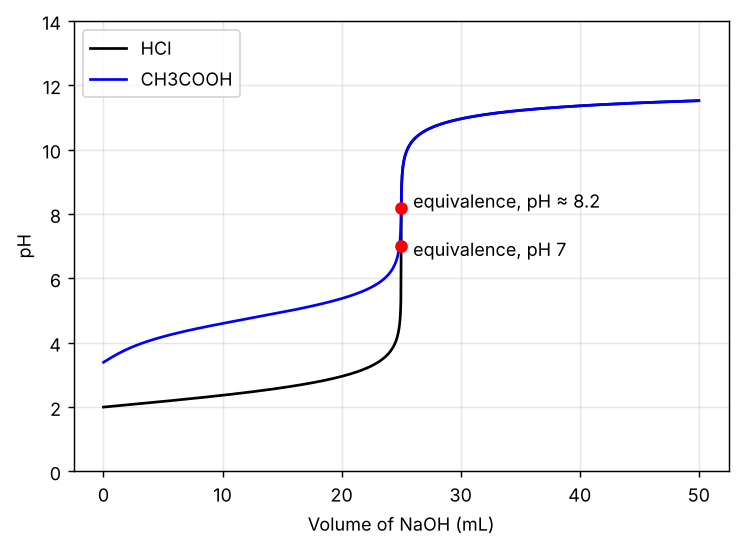 14
12
10
8
6
4
2
0
pH
HCl
CH3COOH
equivalence, pH ≈ 8.2
equivalence, pH 7
0 10 20 30 40 50
Volume of NaOH (mL)